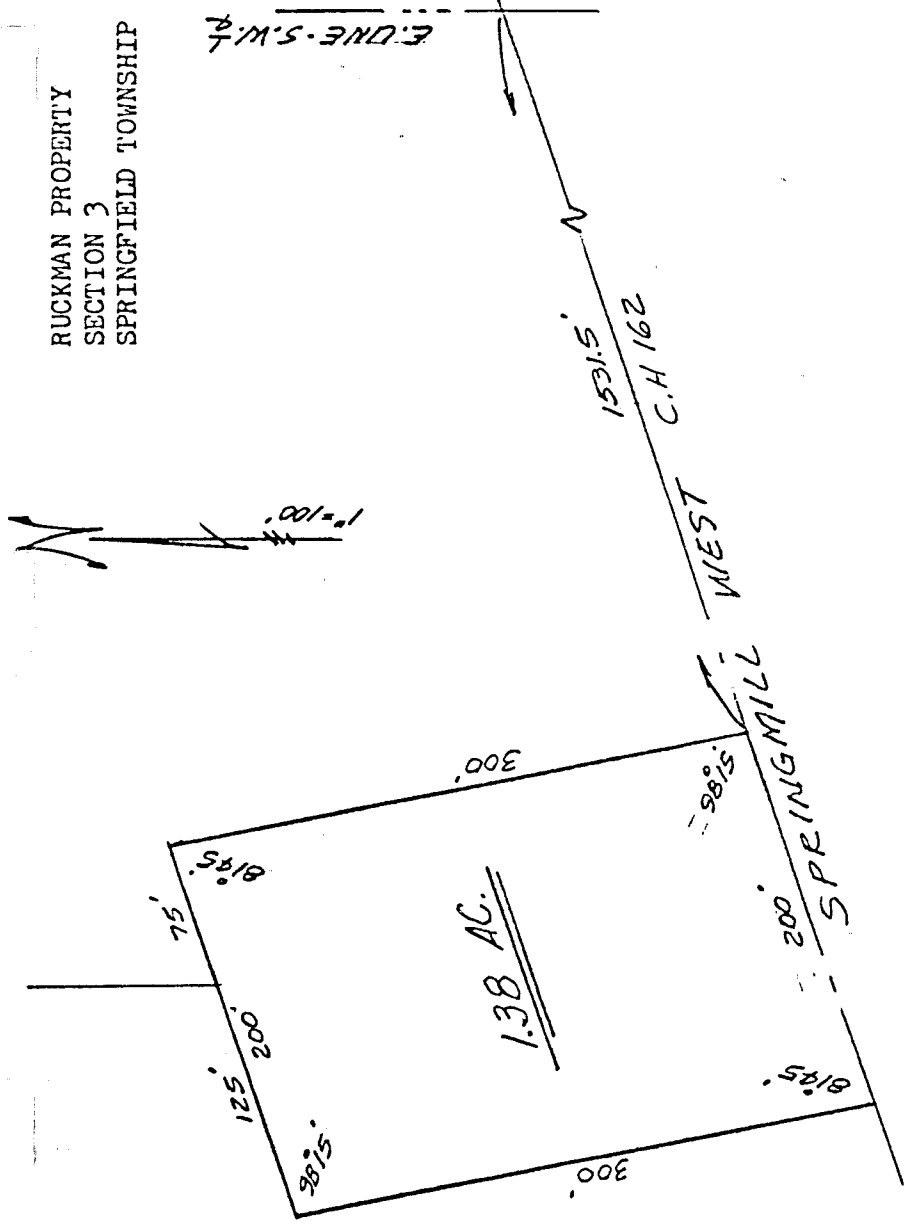 RUCKMAN PROPERTY
SECTION 3
SPRINGFIELD TOWNSHIP
E. LINE - S.W. 1/4
1" = 100'
N
1531.5'
WEST C.H 162
SPRINGMILL
75'
200'
125'
81°45'
98°15'
300'
300'
1.38 AC.
98°15'
81°45'
200'